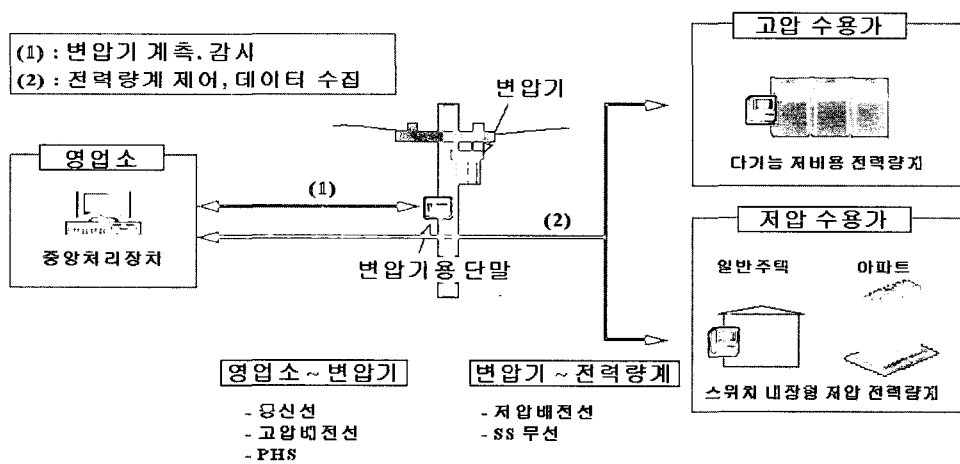 (1) : 변압기 계측. 감시
(2) : 전력량계 제어, 데이터 수집
영업소
중앙처리장치
(1)
변압기
변압기용 단말
(2)
고압 수용가
다기능 저비용 전력량계
저압 수용가
일반주택
아파트
스위치 내장형 저압 전력량계
영업소 ~ 변압기
- 통신선
- 고압배전선
- PHS
변압기 ~ 전력량계
- 저압배전선
- SS 무선